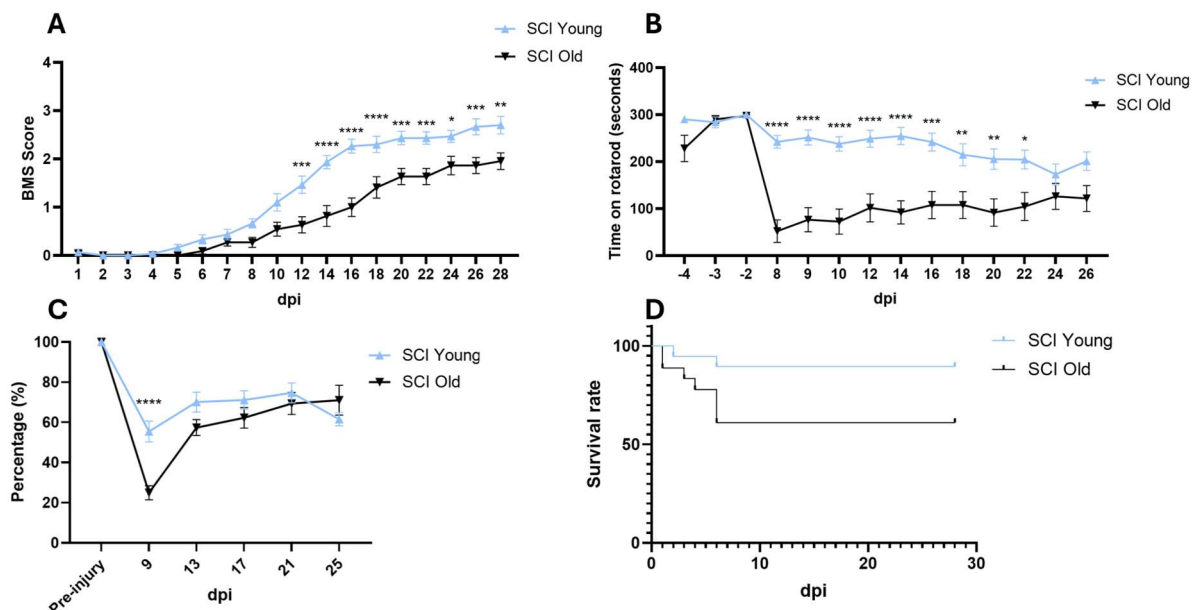 A
SCI Young
SCI Old
BMS Score
4
3
2
1
0
*** **** **** **** *** *** * *** **
1 2 3 4 5 6 7 8 10 12 14 16 18 20 22 24 26 28
dpi
B
SCI Young
SCI Old
Time on rotarod (seconds)
400
300
200
100
0
**** **** **** **** **** *** ** ** *
-4 -3 -2 8 9 10 12 14 16 18 20 22 24 26
dpi
C
SCI Young
SCI Old
Percentage (%)
100
80
60
40
20
0
****
Pre-injury 9 13 17 21 25
dpi
D
SCI Young
SCI Old
Survival rate
100
50
0
0 10 20 30
dpi